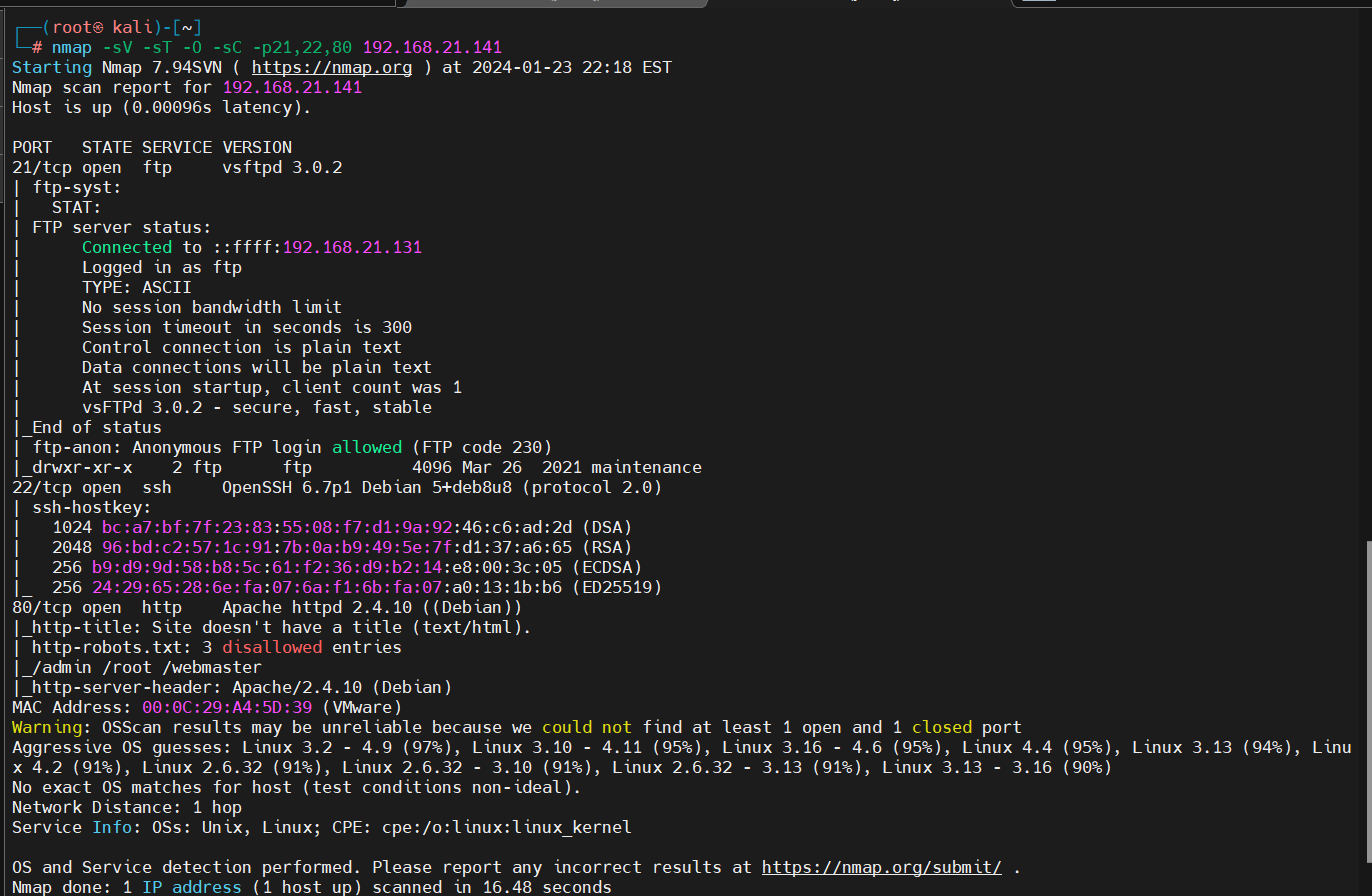 ┌──(root㉿ kali)-[~]
└─# nmap -sV -sT -O -sC -p21,22,80 192.168.21.141
Starting Nmap 7.94SVN ( https://nmap.org ) at 2024-01-23 22:18 EST
Nmap scan report for 192.168.21.141
Host is up (0.00096s latency).
PORT   STATE SERVICE VERSION
21/tcp open  ftp     vsftpd 3.0.2
| ftp-syst:
|   STAT:
| FTP server status:
|      Connected to ::ffff:192.168.21.131
|      Logged in as ftp
|      TYPE: ASCII
|      No session bandwidth limit
|      Session timeout in seconds is 300
|      Control connection is plain text
|      Data connections will be plain text
|      At session startup, client count was 1
|      vsFTPd 3.0.2 - secure, fast, stable
|_End of status
| ftp-anon: Anonymous FTP login allowed (FTP code 230)
|_drwxr-xr-x    2 ftp      ftp          4096 Mar 26  2021 maintenance
22/tcp open  ssh     OpenSSH 6.7p1 Debian 5+deb8u8 (protocol 2.0)
| ssh-hostkey:
|   1024 bc:a7:bf:7f:23:83:55:08:f7:d1:9a:92:46:c6:ad:2d (DSA)
|   2048 96:bd:c2:57:1c:91:7b:0a:b9:49:5e:7f:d1:37:a6:65 (RSA)
|   256 b9:d9:9d:58:b8:5c:61:f2:36:d9:b2:14:e8:00:3c:05 (ECDSA)
|_  256 24:29:65:28:6e:fa:07:6a:f1:6b:fa:07:a0:13:1b:b6 (ED25519)
80/tcp open  http    Apache httpd 2.4.10 ((Debian))
|_http-title: Site doesn't have a title (text/html).
| http-robots.txt: 3 disallowed entries
|_/admin /root /webmaster
|_http-server-header: Apache/2.4.10 (Debian)
MAC Address: 00:0C:29:A4:5D:39 (VMware)
Warning: OSScan results may be unreliable because we could not find at least 1 open and 1 closed port
Aggressive OS guesses: Linux 3.2 - 4.9 (97%), Linux 3.10 - 4.11 (95%), Linux 3.16 - 4.6 (95%), Linux 4.4 (95%), Linux 3.13 (94%), Linu
x 4.2 (91%), Linux 2.6.32 (91%), Linux 2.6.32 - 3.10 (91%), Linux 2.6.32 - 3.13 (91%), Linux 3.13 - 3.16 (90%)
No exact OS matches for host (test conditions non-ideal).
Network Distance: 1 hop
Service Info: OSs: Unix, Linux; CPE: cpe:/o:linux:linux_kernel
OS and Service detection performed. Please report any incorrect results at https://nmap.org/submit/ .
Nmap done: 1 IP address (1 host up) scanned in 16.48 seconds